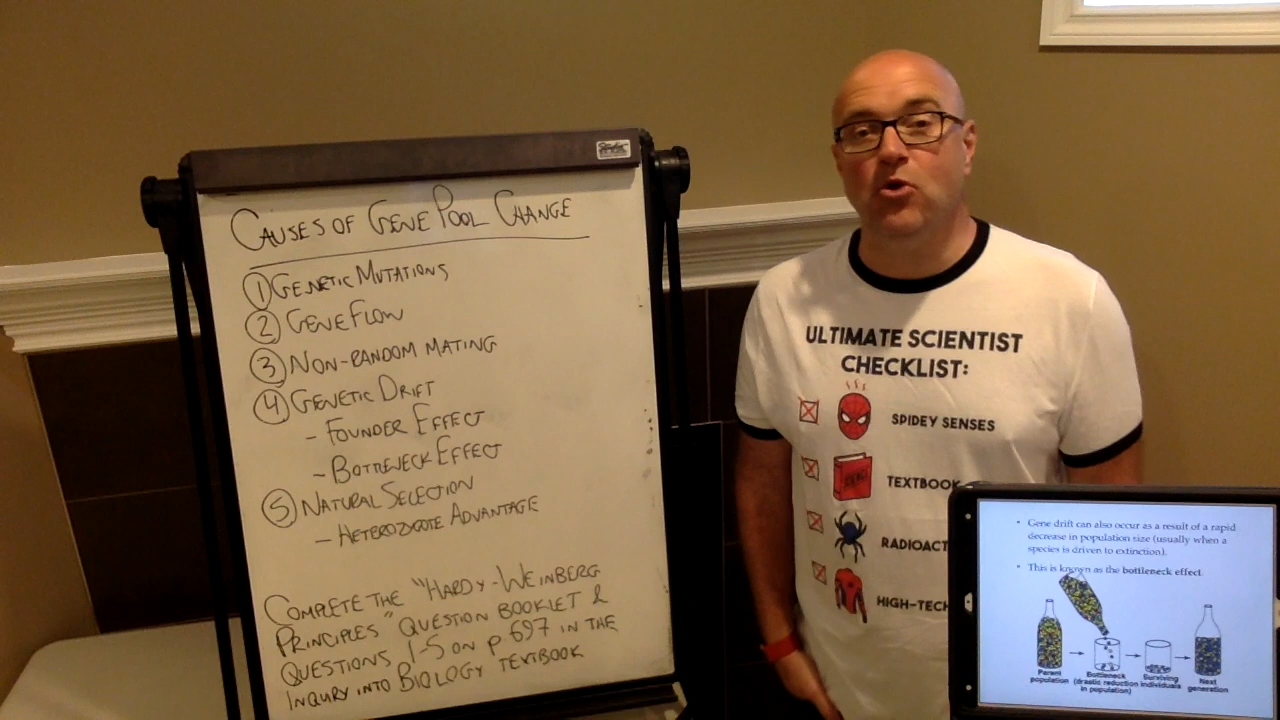 CAUSES OF GENE POOL CHANGE
① GENETIC MUTATIONS
② GENE FLOW
③ NON-RANDOM MATING
④ GENETIC DRIFT
- FOUNDER EFFECT
- BOTTLENECK EFFECT
⑤ NATURAL SELECTION
- HETEROZYGOTE ADVANTAGE
COMPLETE THE "HARDY-WEINBERG
PRINCIPLES" QUESTION BOOKLET &
QUESTIONS 1-5 ON p 697 IN THE
INQUIRY INTO BIOLOGY TEXTBOOK
ULTIMATE SCIENTIST
CHECKLIST:
SPIDEY SENSES
TEXTBOOK
RADIOACT
HIGH-TECH
• Gene drift can also occur as a result of a rapid
decrease in population size (usually when a
species is driven to extinction).
• This is known as the bottleneck effect
Parent
population
Bottleneck
(drastic reduction
in population)
Surviving
individuals
Next
generation